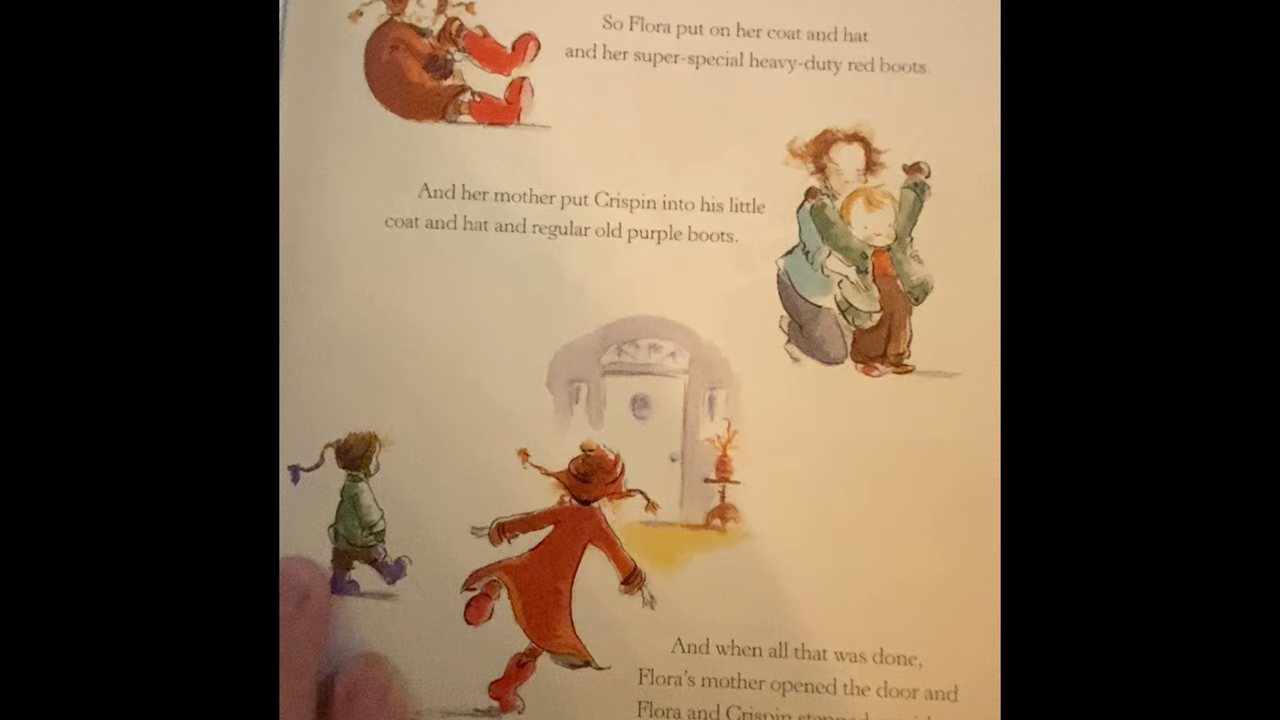 So Flora put on her coat and hat
and her super-special heavy-duty red boots.
And her mother put Crispin into his little
coat and hat and regular old purple boots.
And when all that was done,
Flora's mother opened the door and
Flora and Crispin stepped